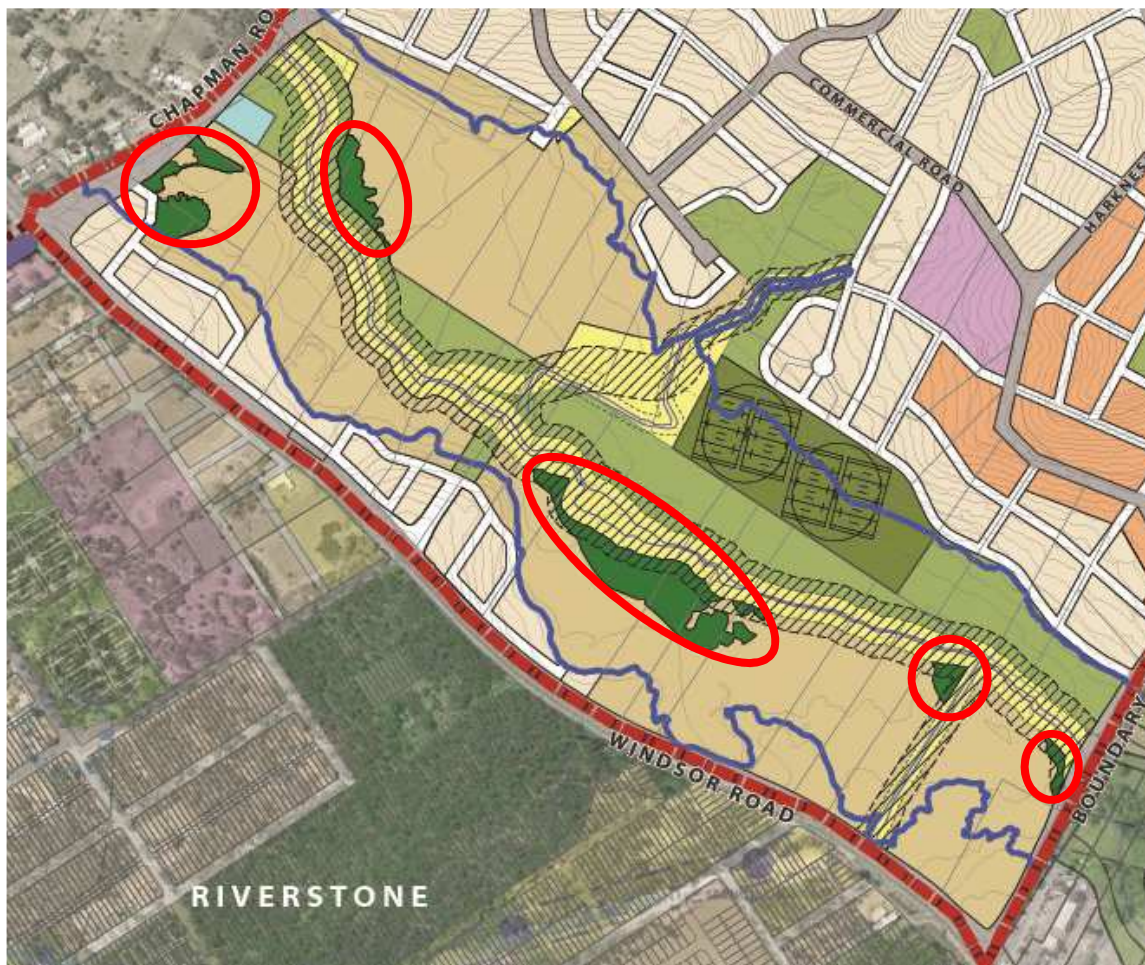 CHAPMAN RO
COMMERCIAL ROAD
HARKNES
WINDSOR ROAD
BOUNDARY
RIVERSTONE